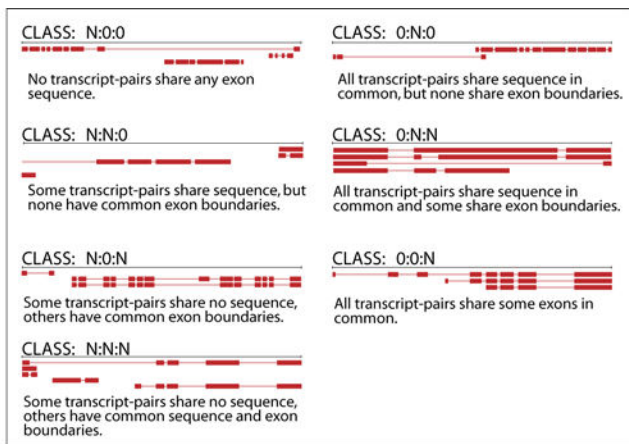 CLASS: N:0:0
No transcript-pairs share any exon
sequence.
CLASS: N:N:0
Some transcript-pairs share sequence, but
none have common exon boundaries.
CLASS: N:0:N
Some transcript-pairs share no sequence,
others have common exon boundaries.
CLASS: N:N:N
Some transcript-pairs share no sequence,
others have common sequence and exon
boundaries.
CLASS: 0:N:0
All transcript-pairs share sequence in
common, but none share exon boundaries.
CLASS: 0:N:N
All transcript-pairs share sequence in
common and some share exon boundaries.
CLASS: 0:0:N
All transcript-pairs share some exons in
common.